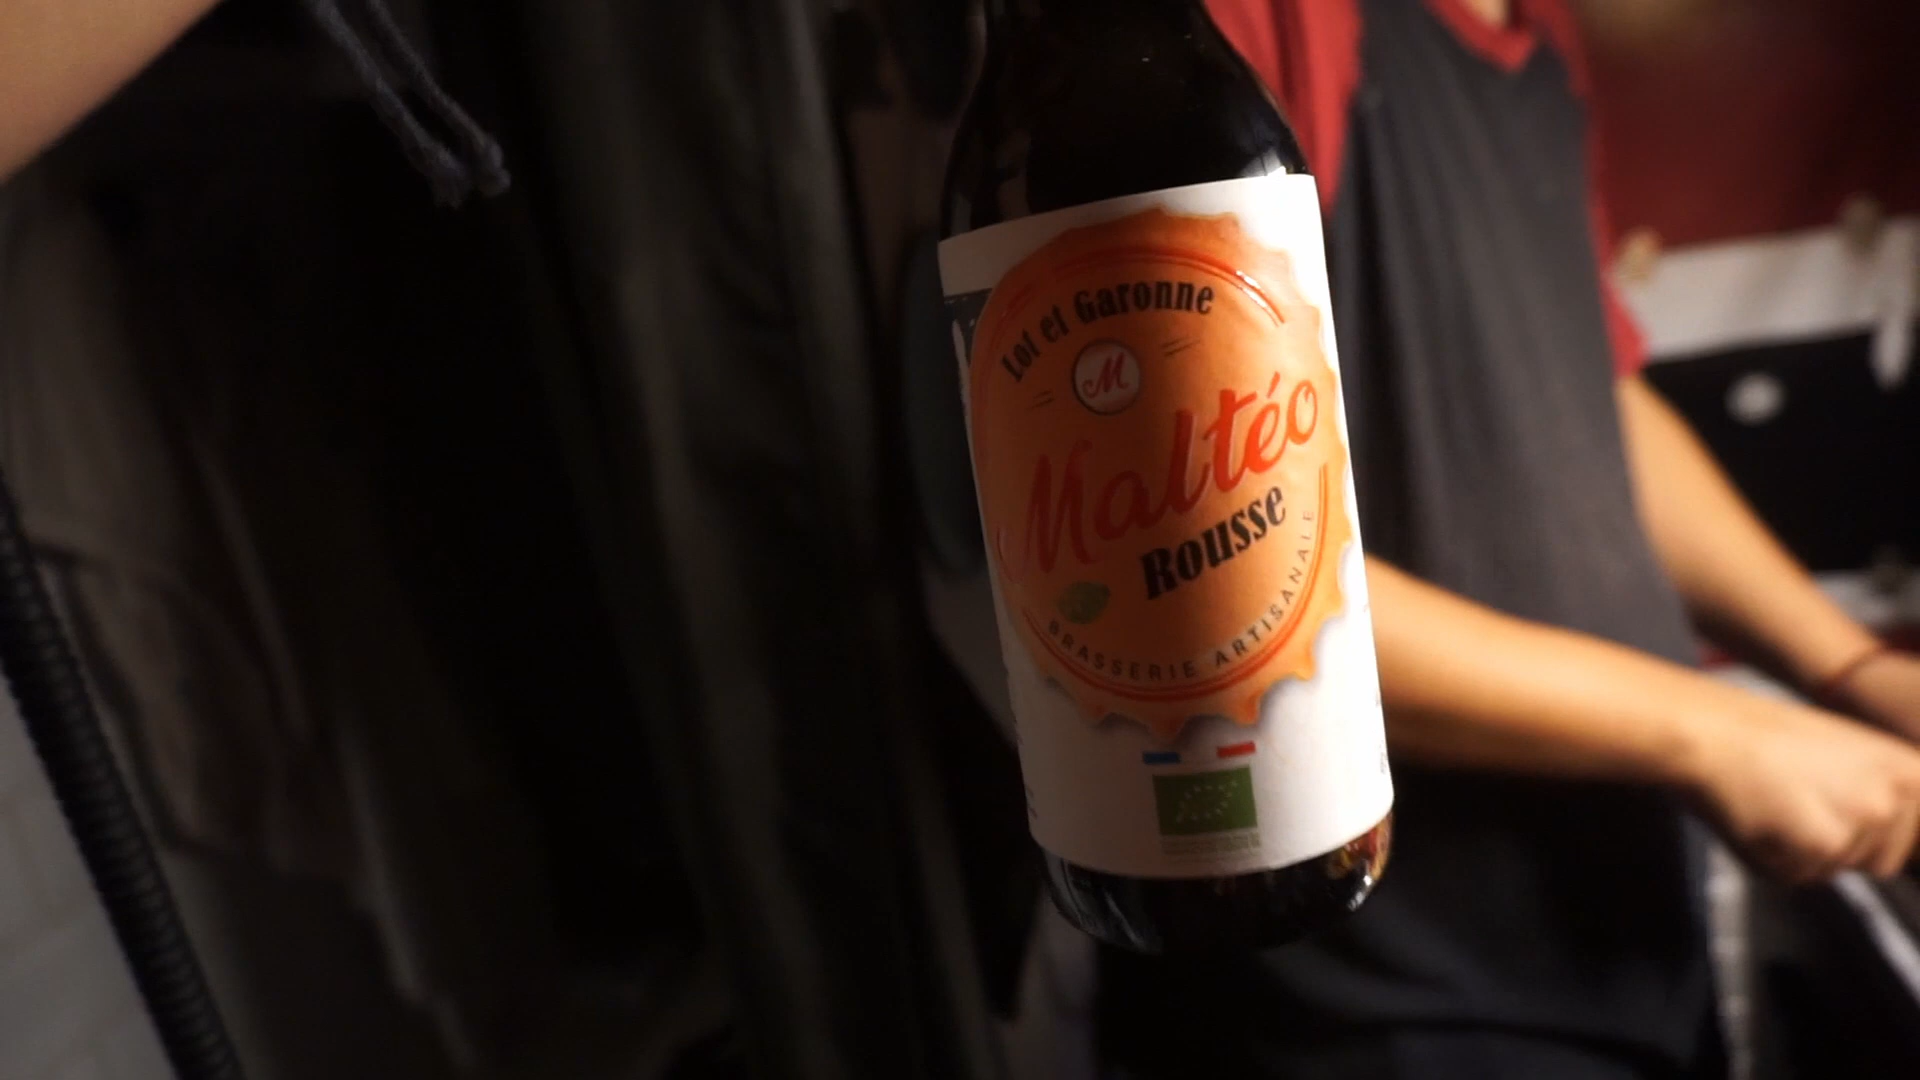 Lot et Garonne
M
Maltéo
Rousse
BRASSERIE ARTISANALE